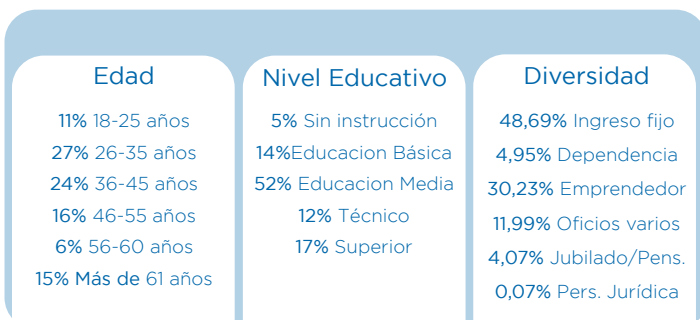 Edad
11% 18-25 años
27% 26-35 años
24% 36-45 años
16% 46-55 años
6% 56-60 años
15% Más de 61 años
Nivel Educativo
5% Sin instrucción
14%Educacion Básica
52% Educacion Media
12% Técnico
17% Superior
Diversidad
48,69% Ingreso fijo
4,95% Dependencia
30,23% Emprendedor
11,99% Oficios varios
4,07% Jubilado/Pens.
0,07% Pers. Jurídica